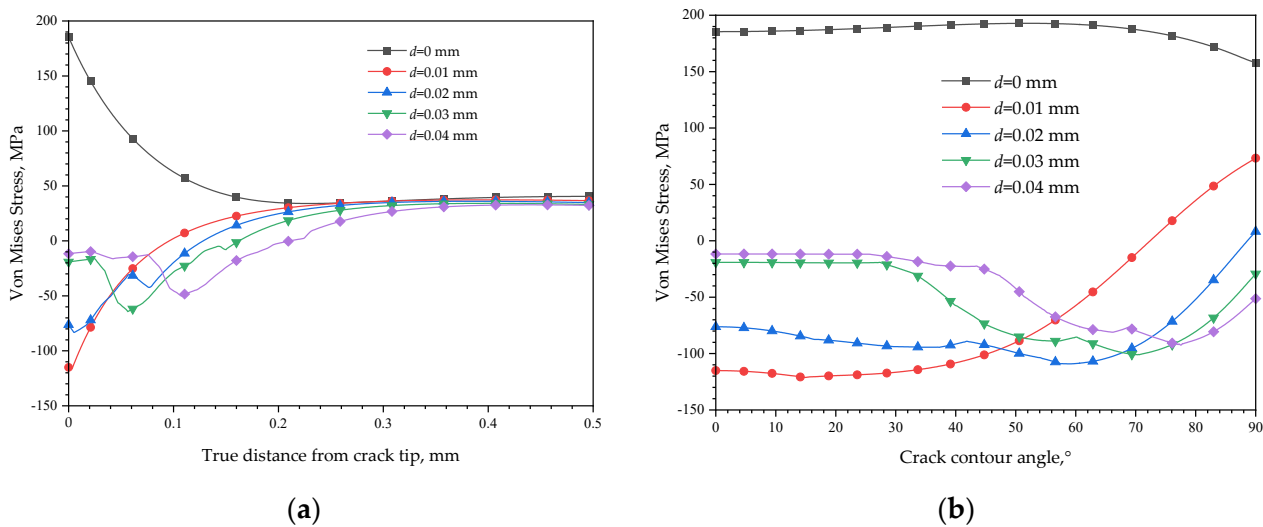 200
150
100
50
0
-50
-100
-150
Von Mises Stress, MPa
d=0 mm
d=0.01 mm
d=0.02 mm
d=0.03 mm
d=0.04 mm
0
0.1
0.2
0.3
0.4
0.5
True distance from crack tip, mm
(a)
200
150
100
50
0
-50
-100
-150
Von Mises Stress, MPa
d=0 mm
d=0.01 mm
d=0.02 mm
d=0.03 mm
d=0.04 mm
0
10
20
30
40
50
60
70
80
90
Crack contour angle,°
(b)